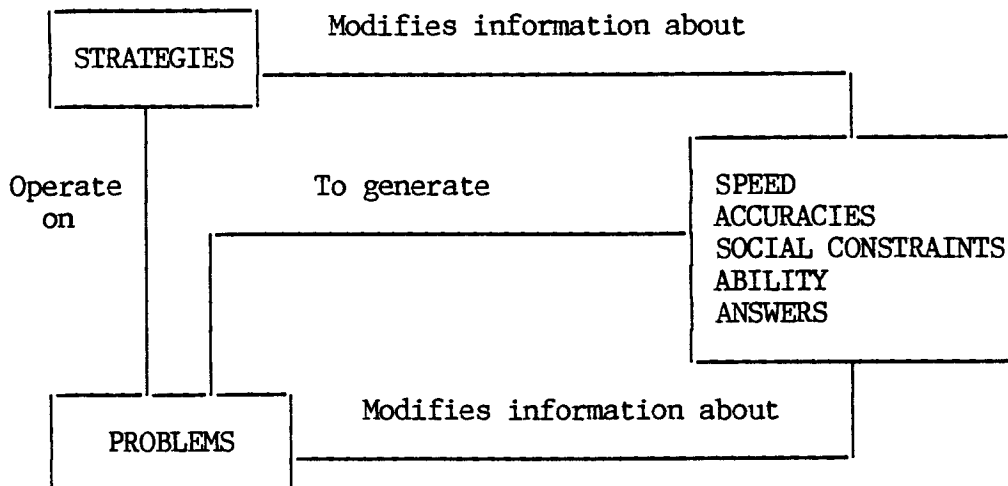 Modifies information about
STRATEGIES
Operate
on
To generate
SPEED
ACCURACIES
SOCIAL CONSTRAINTS
ABILITY
ANSWERS
Modifies information about
PROBLEMS